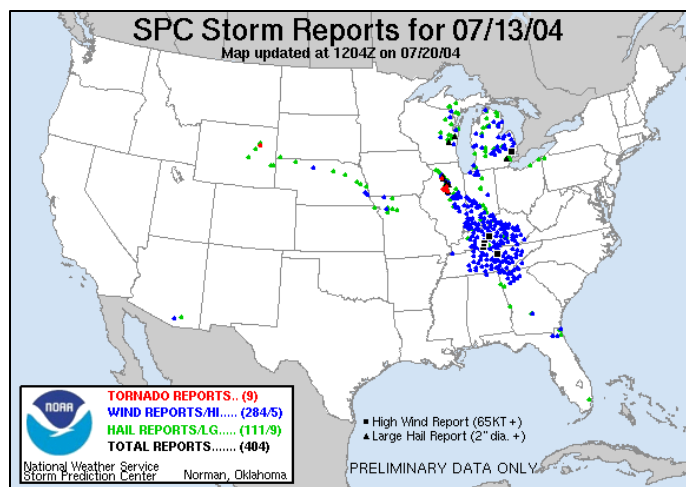 SPC Storm Reports for 07/13/04
Map updated at 1204Z on 07/20/04
TORNADO REPORTS.. (9)
WIND REPORTS/HI..... (284/5)
HAIL REPORTS/LG..... (111/9)
TOTAL REPORTS....... (404)
NOAA
National Weather Service
Storm Prediction Center Norman, Oklahoma
High Wind Report (65KT +)
Large Hail Report (2" dia. +)
PRELIMINARY DATA ONLY